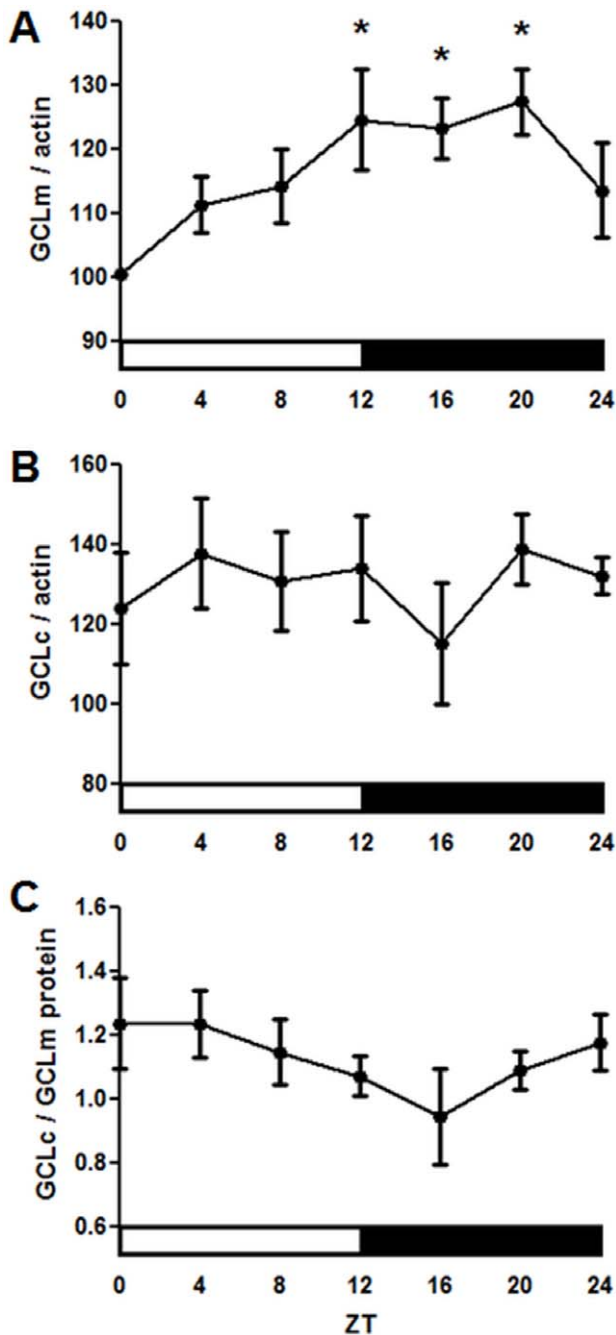 A
140
* * *
130
120
110
100
90
GCLm / actin
0 4 8 12 16 20 24
B
160
140
120
100
80
GCLc / actin
0 4 8 12 16 20 24
C
1.6
1.4
1.2
1.0
0.8
0.6
GCLc / GCLm protein
0 4 8 12 16 20 24
ZT